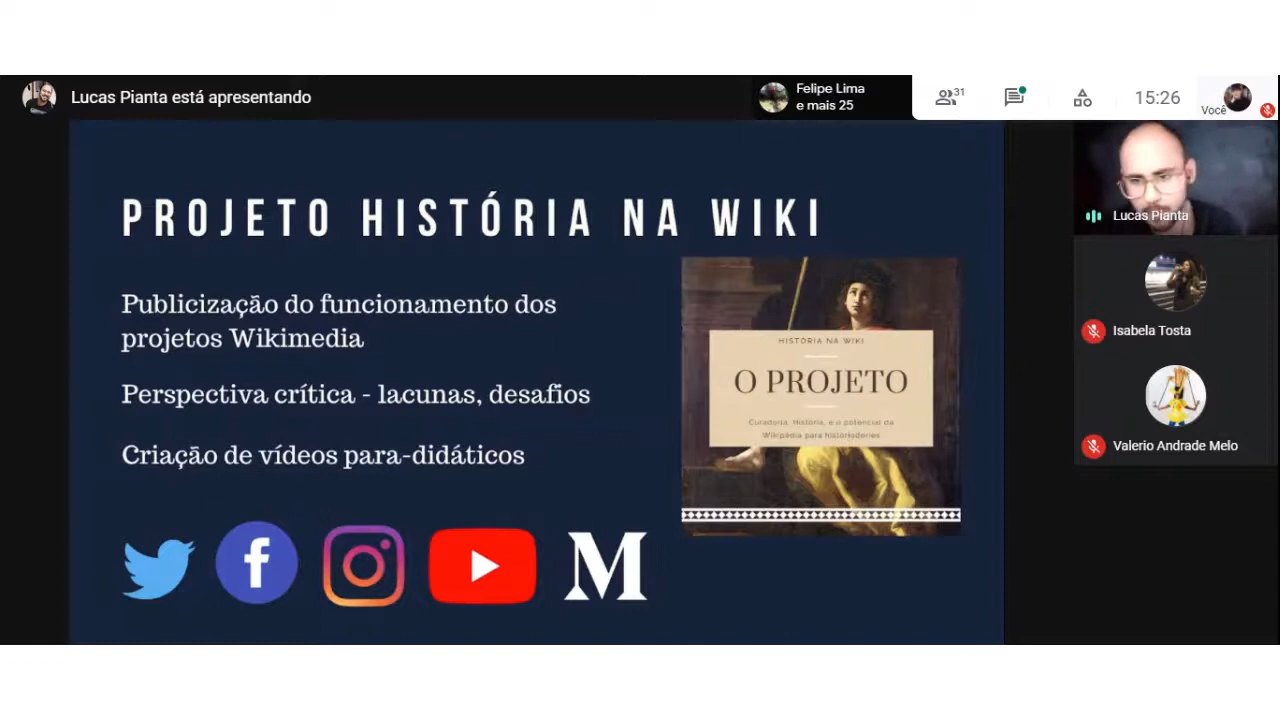 Lucas Pianta está apresentando
Felipe Lima
e mais 25
31
15:26
Você
PROJETO HISTÓRIA NA WIKI
Publicização do funcionamento dos
projetos Wikimedia
Perspectiva crítica - lacunas, desafios
Criação de vídeos para-didáticos
HISTÓRIA NA WIKI
O PROJETO
Curadoria, História, e o potencial da
Wikipédia para historiadories
Lucas Pianta
Isabela Tosta
Valerio Andrade Melo